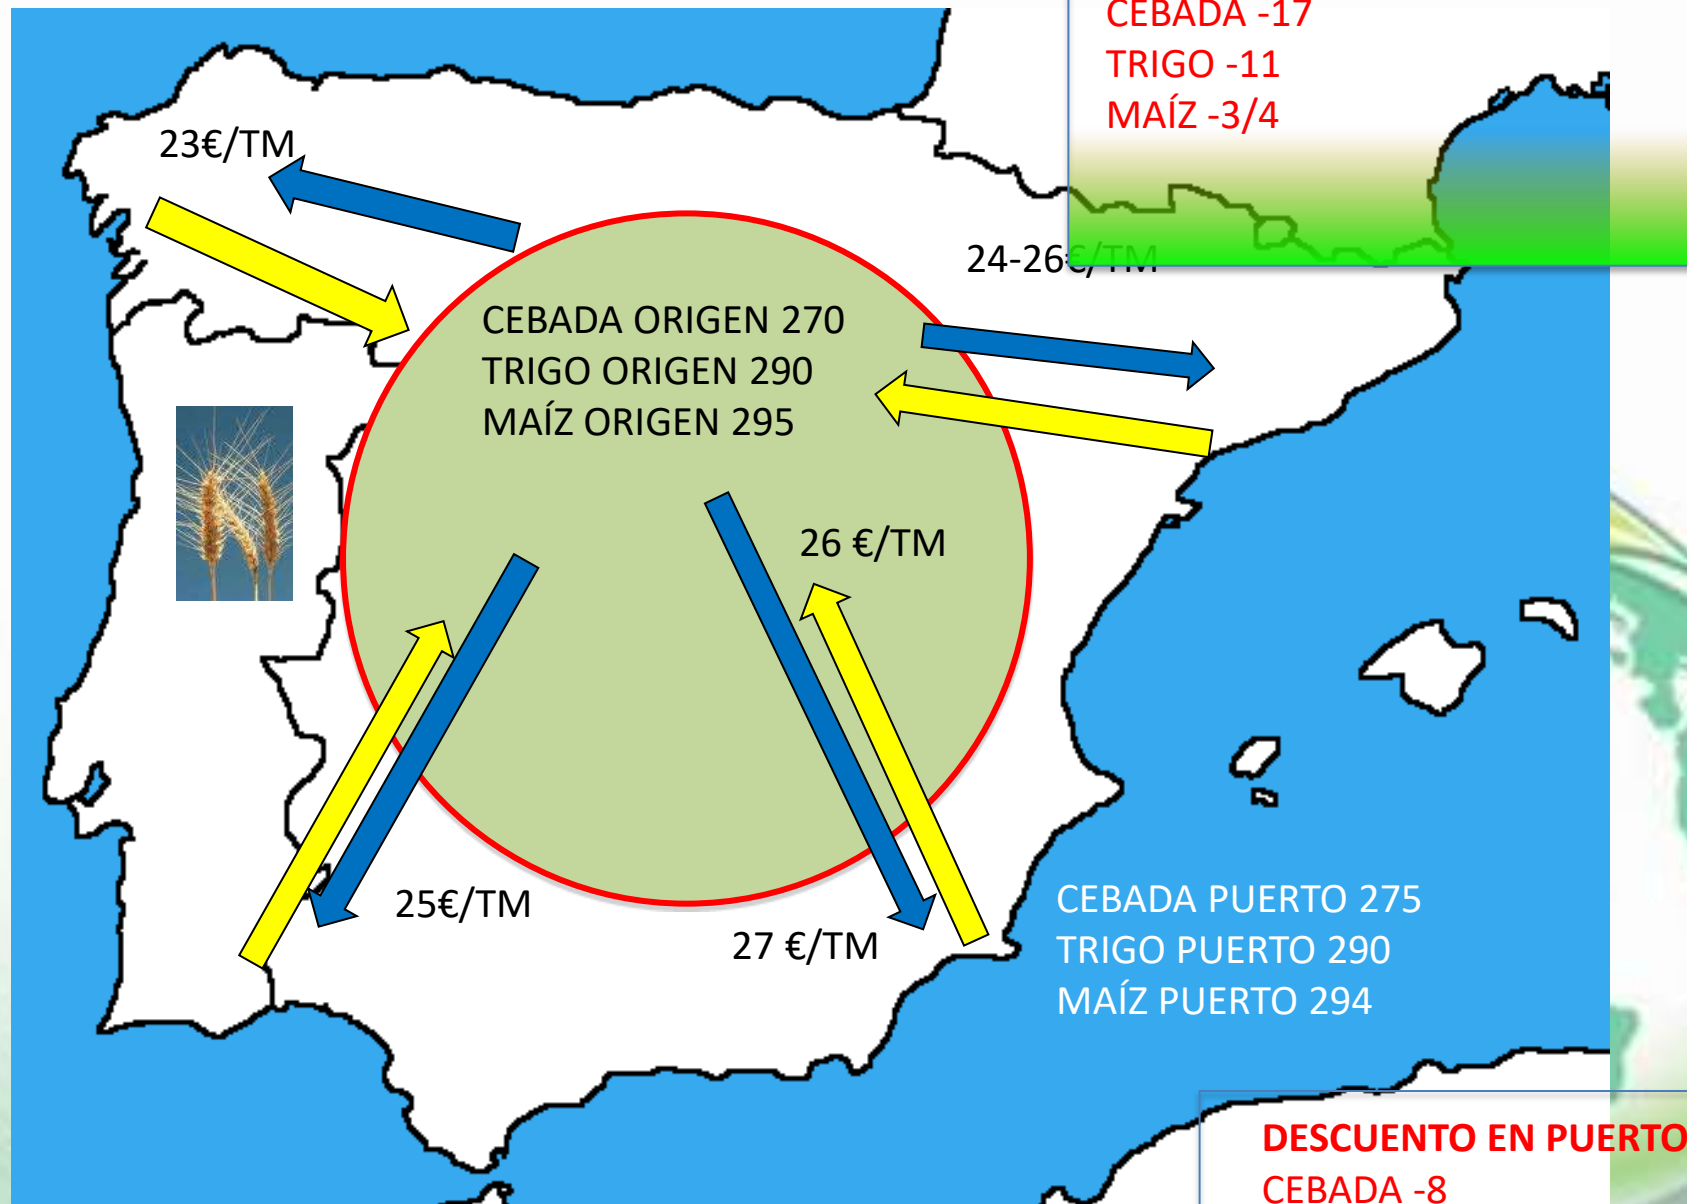 CEBADA -17
TRIGO -11
MAÍZ -3/4
23€/TM
24-26€/TM
CEBADA ORIGEN 270
TRIGO ORIGEN 290
MAÍZ ORIGEN 295
26 €/TM
25€/TM
27 €/TM
CEBADA PUERTO 275
TRIGO PUERTO 290
MAÍZ PUERTO 294
DESCUENTO EN PUERTO
CEBADA -8